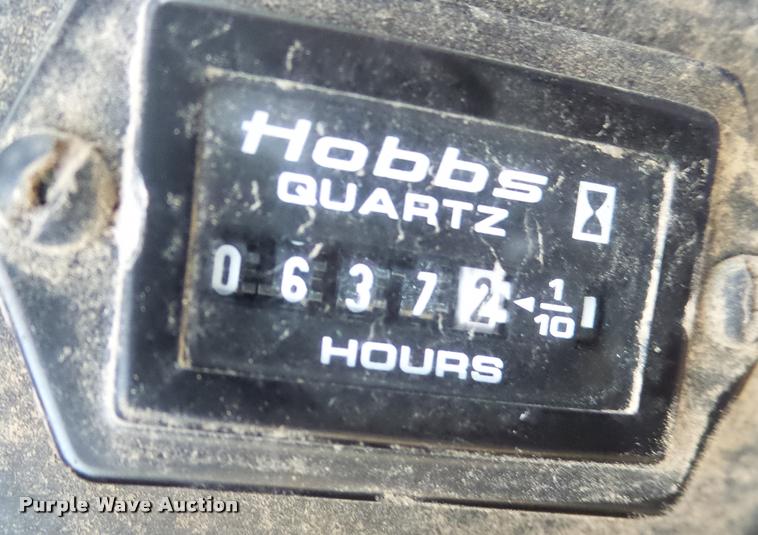 Hobbs
QUARTZ
0 6 3 7 2 ◄ 1/10
HOURS
Purple Wave Auction